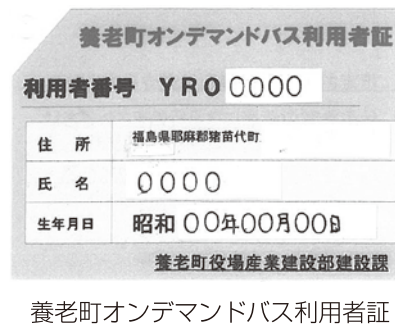 養老町オンデマンドバス利用者証
利用者番号 YRO 0000
住 所 福島県耶麻郡猪苗代町
氏 名 0000
生年月日 昭和 00年00月00日
養老町役場産業建設部建設課
養老町オンデマンドバス利用者証